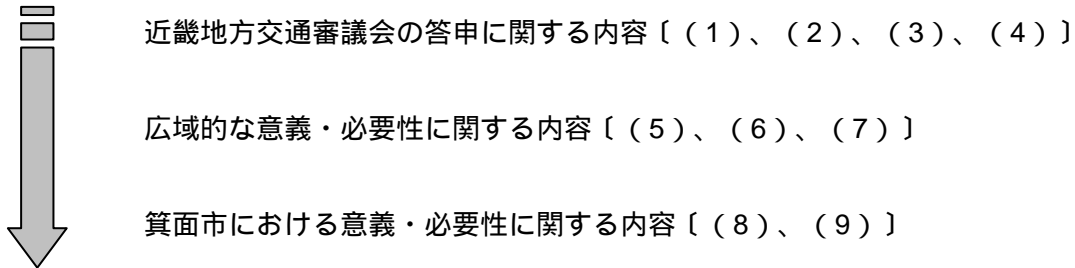 近畿地方交通審議会の答申に関する内容〔（１）、（２）、（３）、（４）〕
広域的な意義・必要性に関する内容〔（５）、（６）、（７）〕
箕面市における意義・必要性に関する内容〔（８）、（９）〕